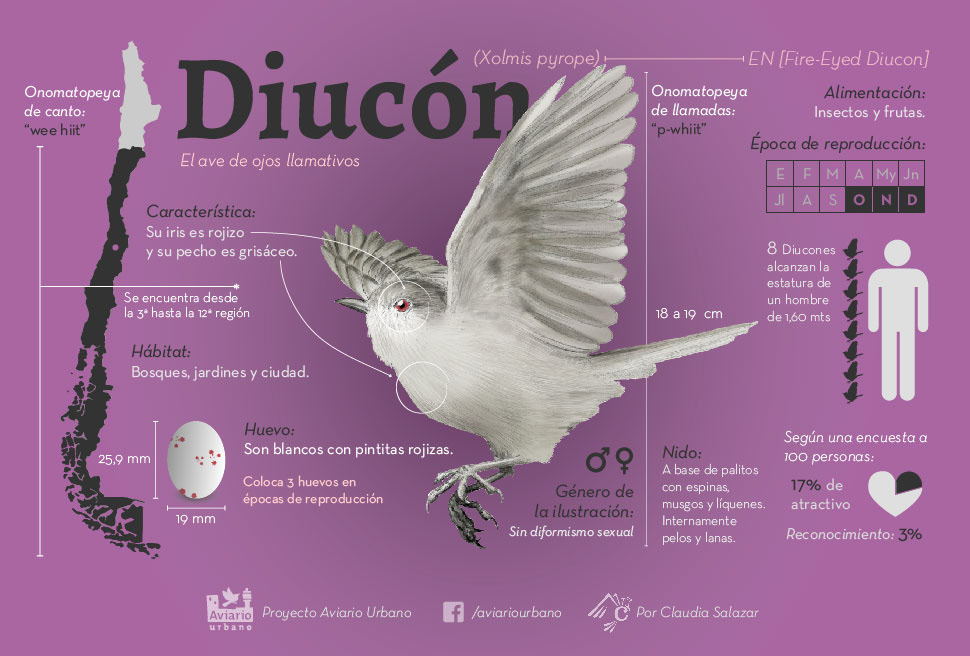 Diucón
(Xolmis pyrope)
EN [Fire-Eyed Diucon]
El ave de ojos llamativos
Onomatopeya
de canto:
“wee hiit”
Onomatopeya
de llamadas:
“p-whiit”
Alimentación:
Insectos y frutas.
Época de reproducción:
E F M A My Jn
Jl A S O N D
Característica:
Su iris es rojizo
y su pecho es grisáceo.
Se encuentra desde
la 3ª hasta la 12ª región
8 Diucones
alcanzan la
estatura de
un hombre
de 1,60 mts
18 a 19 cm
Hábitat:
Bosques, jardines y ciudad.
Huevo:
Son blancos con pintitas rojizas.
Coloca 3 huevos en
épocas de reproducción
25,9 mm
19 mm
♂♀
Género de
la ilustración:
Sin diformismo sexual
Nido:
A base de palitos
con espinas,
musgos y líquenes.
Internamente
pelos y lanas.
Según una encuesta a
100 personas:
17% de
atractivo
Reconocimiento: 3%
Aviario
urbano
Proyecto Aviario Urbano
/aviariourbano
Por Claudia Salazar